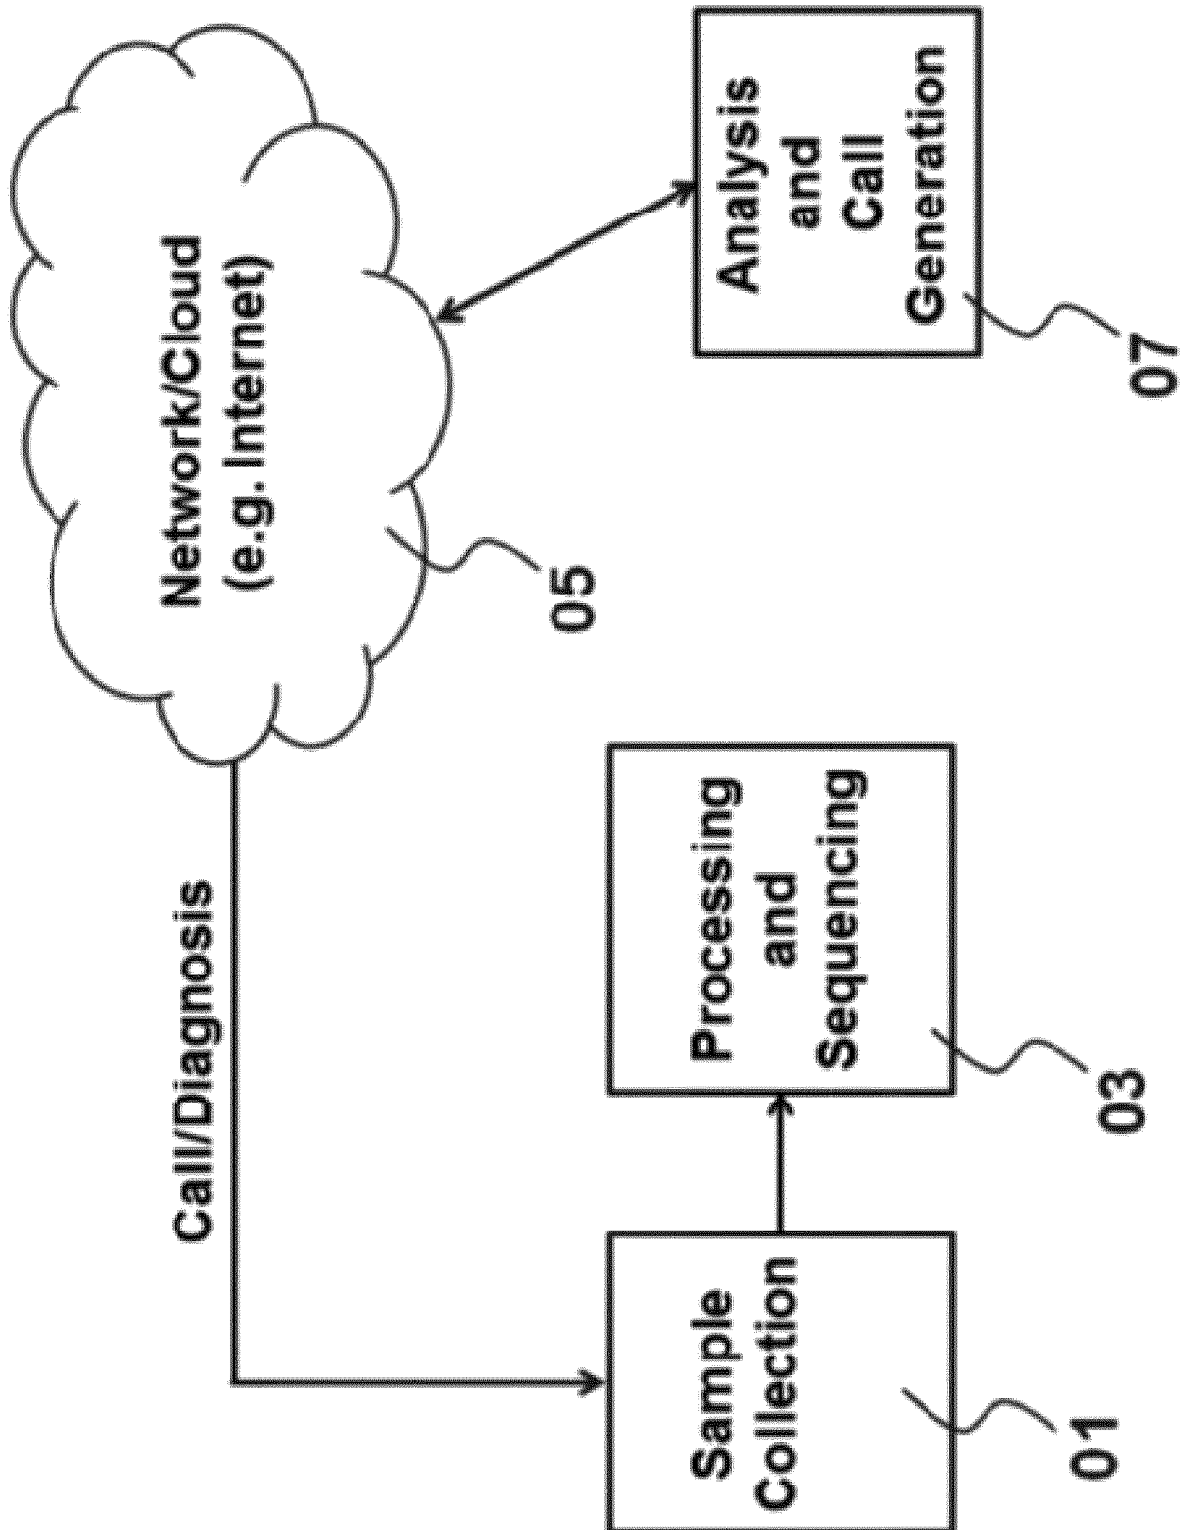 Network/Cloud
(e.g. Internet)
05
Call/Diagnosis
Sample
Collection
01
Processing
and
Sequencing
03
Analysis
and
Call
Generation
07